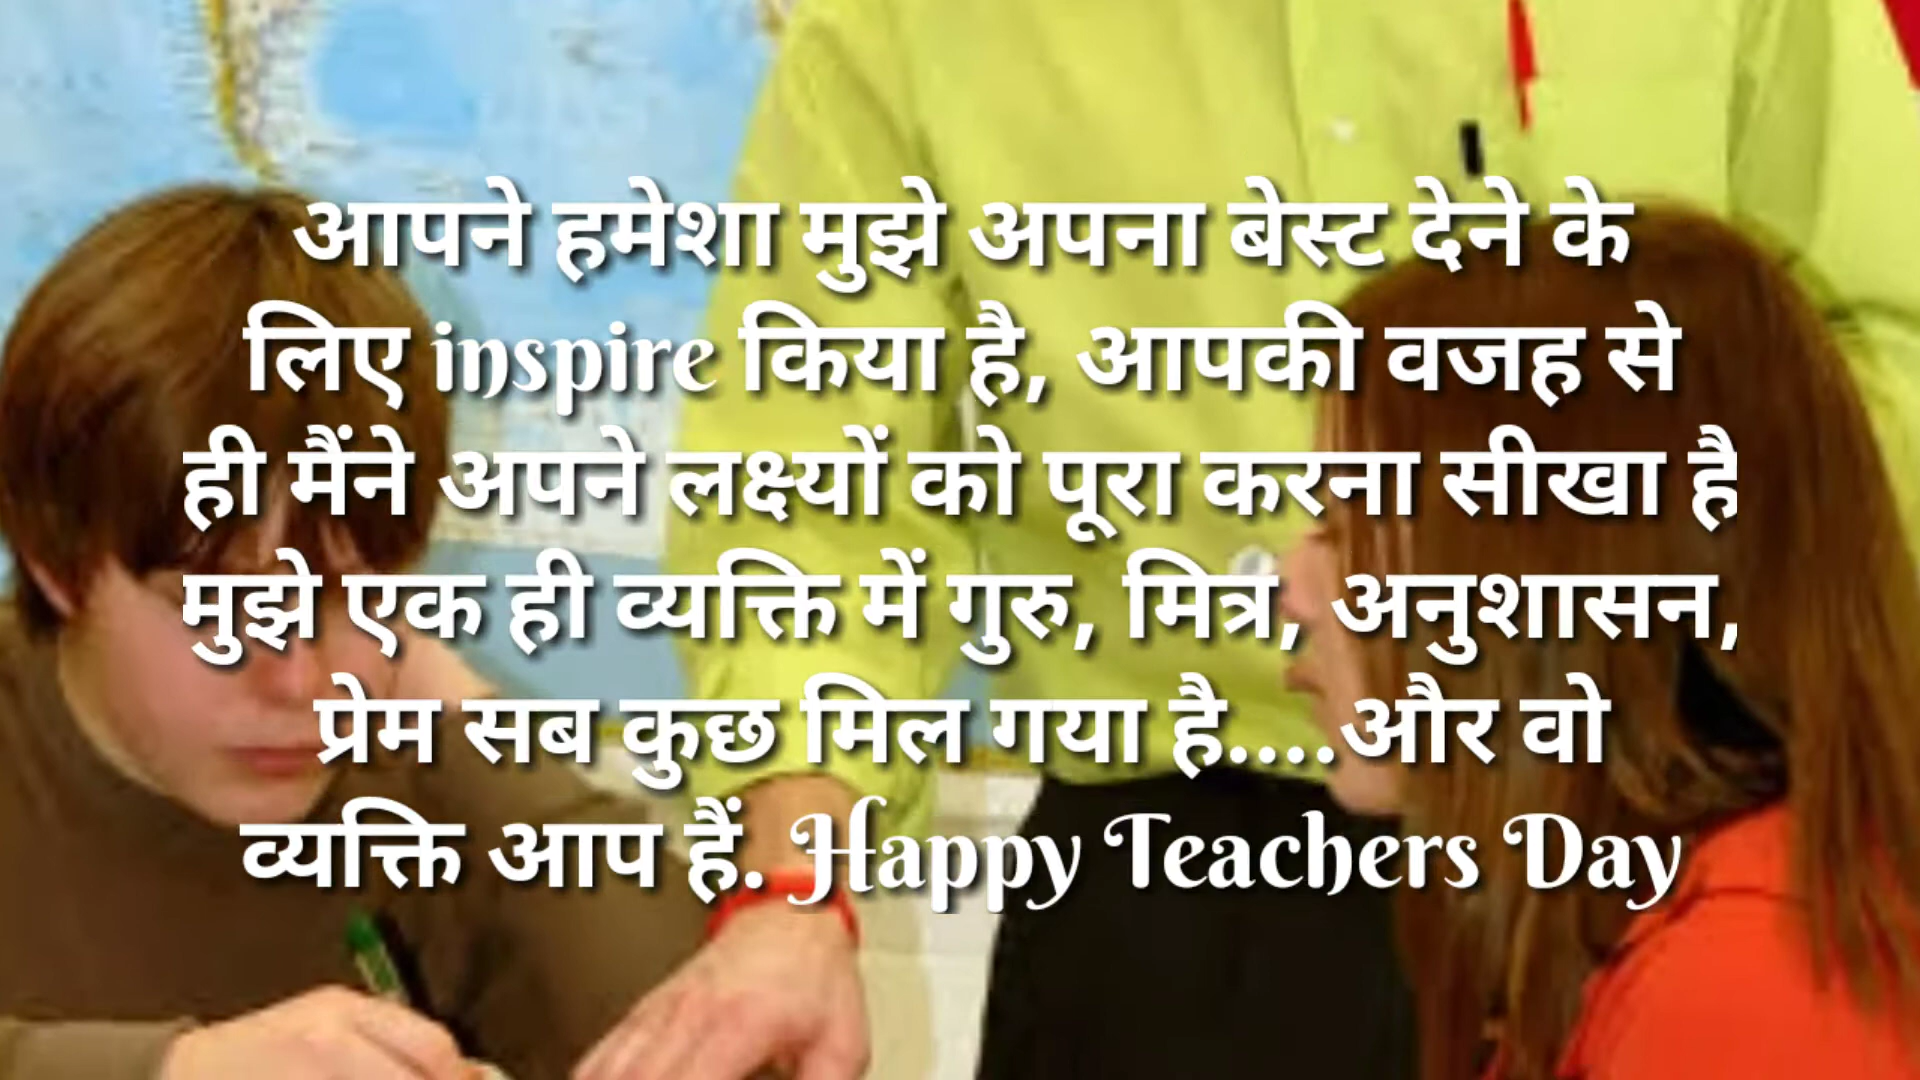 आपने हमेशा मुझे अपना बेस्ट देने के
लिए inspire किया है, आपकी वजह से
ही मैंने अपने लक्ष्यों को पूरा करना सीखा है
मुझे एक ही व्यक्ति में गुरु, मित्र, अनुशासन,
प्रेम सब कुछ मिल गया है....और वो
व्यक्ति आप हैं. Happy Teachers Day